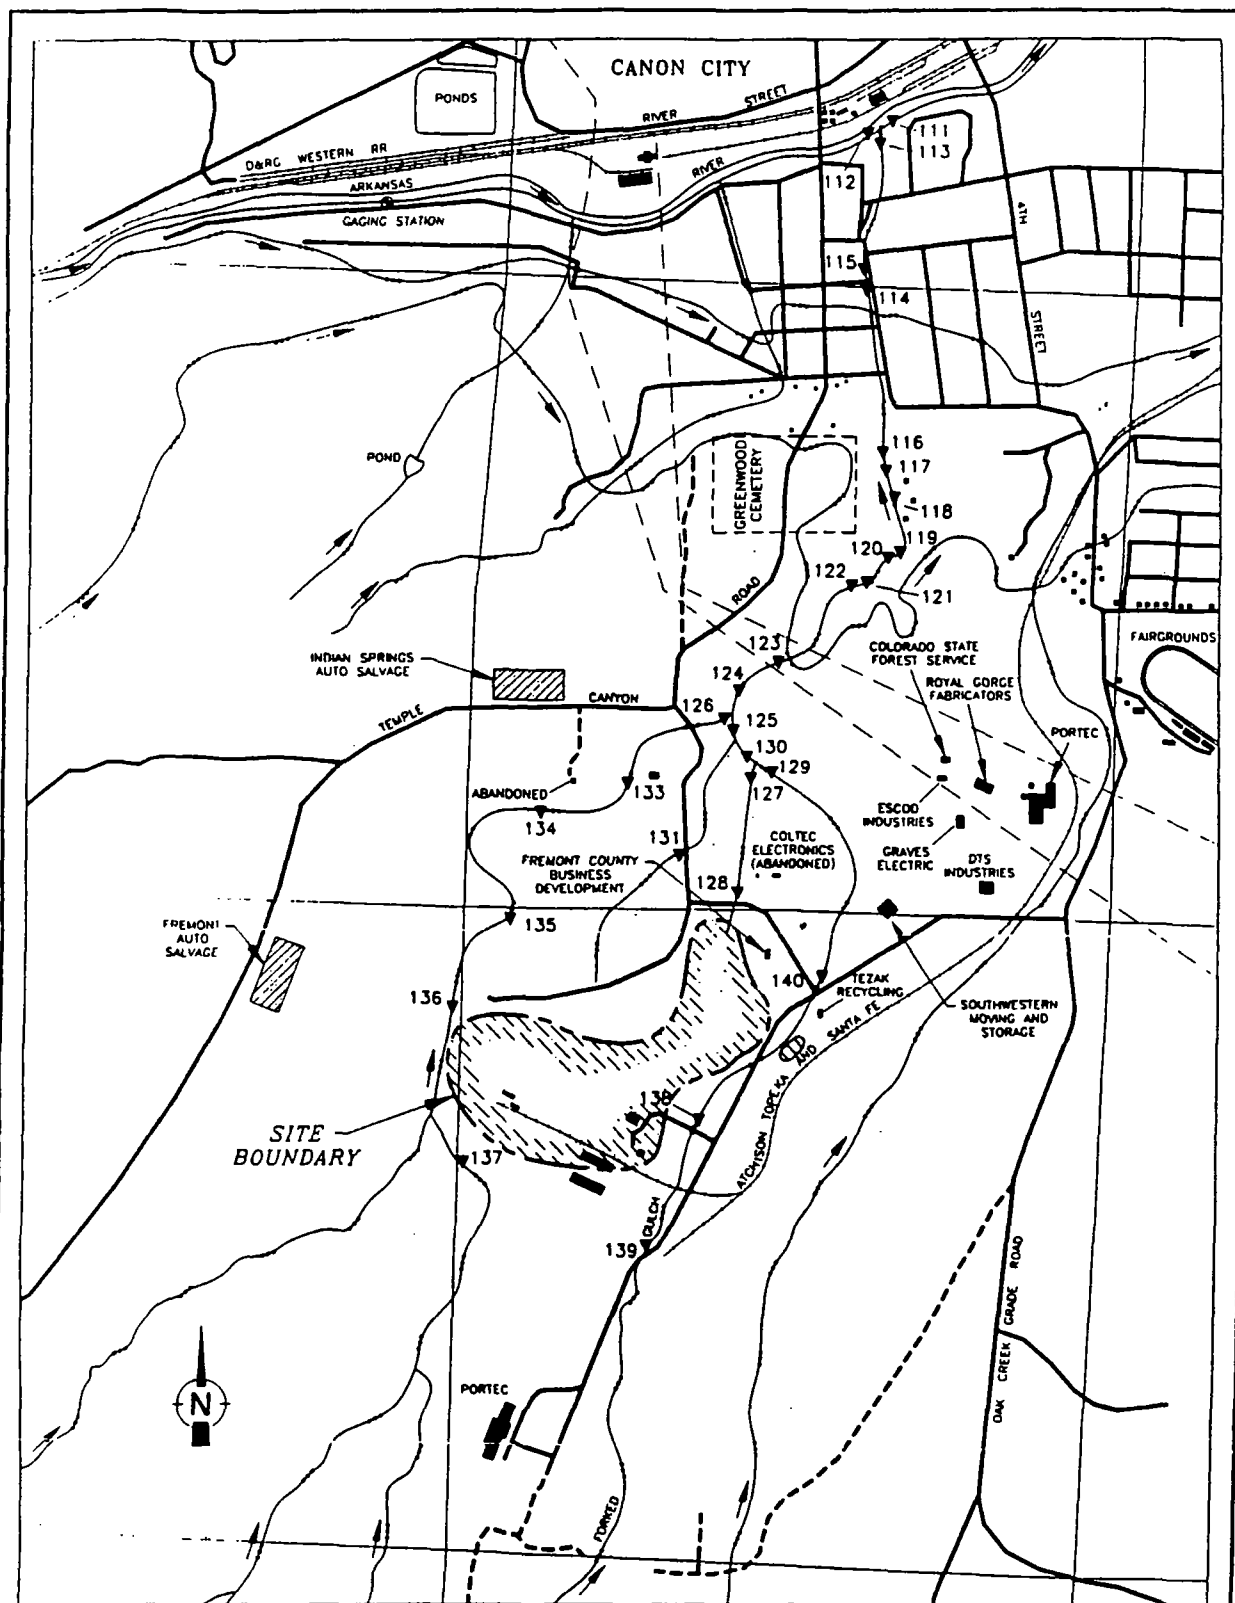 CANON CITY
PONDS
RIVER STREET
D&RG WESTERN RR
ARKANSAS RIVER
GAGING STATION
111
113
112
4TH STREET
115
114
POND
GREENWOOD
CEMETERY
116
117
118
119
120
122
121
ROAD
123
COLORADO STATE
FOREST SERVICE
FAIRGROUNDS
INDIAN SPRINGS
AUTO SALVAGE
124
ROYAL GORGE
FABRICATORS
TEMPLE CANYON
126
125
PORTEC
130
129
127
ABANDONED
133
134
131
COLTEC
ELECTRONICS
(ABANDONED)
ESCOD
INDUSTRIES
GRAVES
ELECTRIC
DTS
INDUSTRIES
FREMONT COUNTY
BUSINESS
DEVELOPMENT
128
135
FREMONT
AUTO
SALVAGE
140
TEZAK
RECYCLING
136
SOUTHWESTERN
MOVING AND
STORAGE
ATCHISON TOPEKA AND SANTA FE
138
SITE
BOUNDARY
137
GULCH
139
OAK CREEK GRADE ROAD
N
PORTEC
FORKED